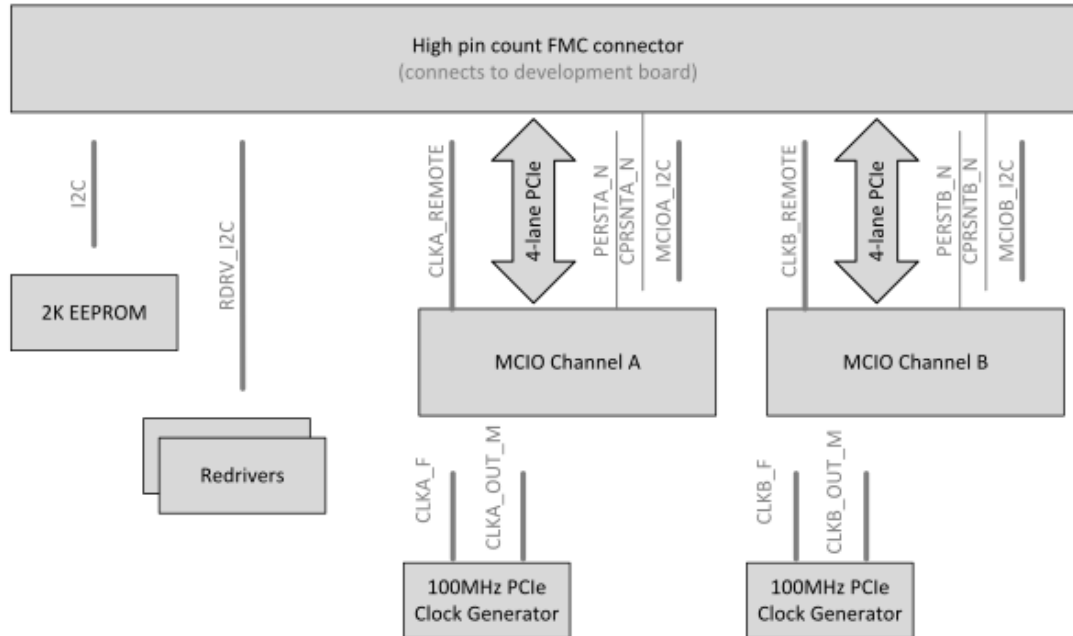 High pin count FMC connector
(connects to development board)
I2C
RDRV_I2C
CLKA_REMOTE
4-lane PCIe
PERSTA_N
CPRSNTA_N
MCIOA_I2C
CLKB_REMOTE
4-lane PCIe
PERSTB_N
CPRSNTB_N
MCIOB_I2C
2K EEPROM
MCIO Channel A
MCIO Channel B
Redrivers
CLKA_F
CLKA_OUT_M
CLKB_F
CLKB_OUT_M
100MHz PCIe
Clock Generator
100MHz PCIe
Clock Generator